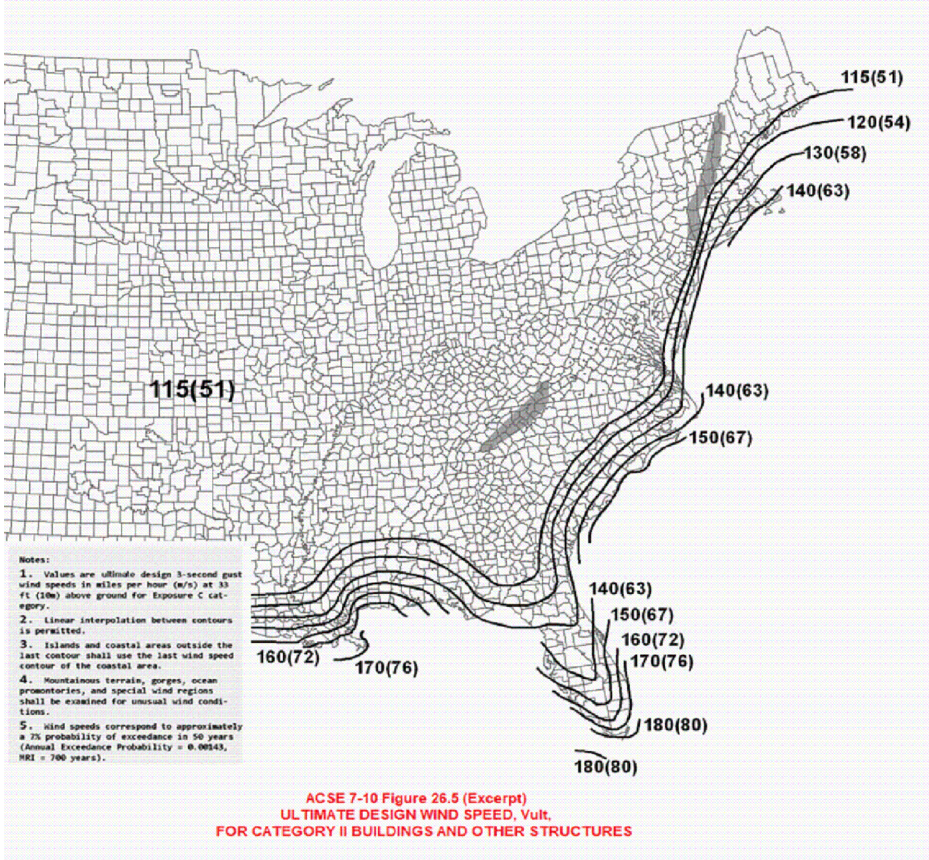 115(51)
120(54)
130(58)
140(63)
115(51)
140(63)
150(67)
Notes:
1. Values are ultimate design 3-second gust
wind speeds in miles per hour (m/s) at 33
ft (10m) above ground for Exposure C cat-
egory.
2. Linear interpolation between contours
is permitted.
3. Islands and coastal areas outside the
last contour shall use the last wind speed
contour of the coastal area.
4. Mountainous terrain, gorges, ocean
promontories, and special wind regions
shall be examined for unusual wind condi-
tions.
5. Wind speeds correspond to approximately
a 7% probability of exceedance in 50 years
(Annual Exceedance Probability = 0.00143,
MRI = 700 years).
140(63)
150(67)
160(72)
170(76)
160(72)
170(76)
180(80)
180(80)
ACSE 7-10 Figure 26.5 (Excerpt)
ULTIMATE DESIGN WIND SPEED, Vult,
FOR CATEGORY II BUILDINGS AND OTHER STRUCTURES